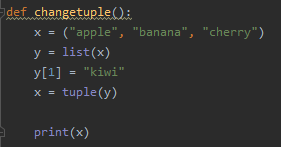 def changetuple():
    x = ("apple", "banana", "cherry")
    y = list(x)
    y[1] = "kiwi"
    x = tuple(y)
    print(x)